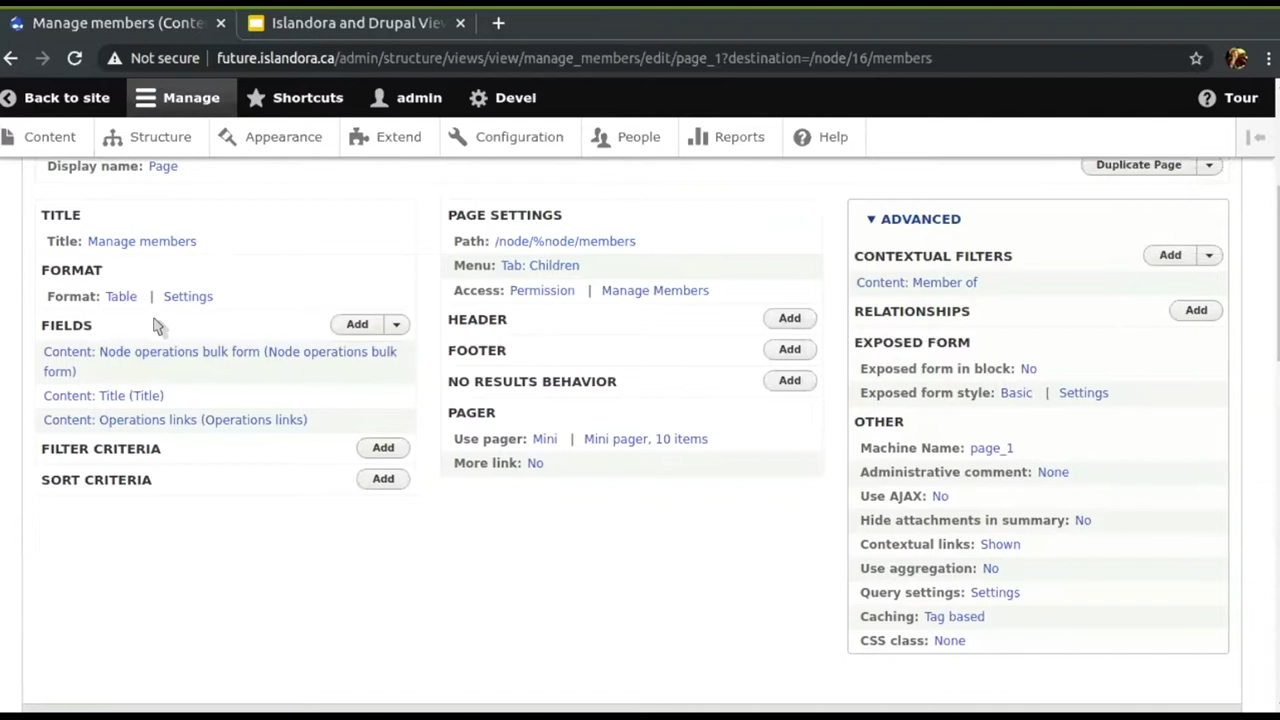 Manage members (Conte
Islandora and Drupal Vie
Not secure future.islandora.ca/admin/structure/views/view/manage_members/edit/page_1?destination=/node/16/members
Back to site Manage Shortcuts admin Devel Tour
Content Structure Appearance Extend Configuration People Reports Help
Display name: Page
Duplicate Page
TITLE
Title: Manage members
FORMAT
Format: Table | Settings
FIELDS Add
Content: Node operations bulk form (Node operations bulk
form)
Content: Title (Title)
Content: Operations links (Operations links)
FILTER CRITERIA Add
SORT CRITERIA Add
PAGE SETTINGS
Path: /node/%node/members
Menu: Tab: Children
Access: Permission | Manage Members
HEADER Add
FOOTER Add
NO RESULTS BEHAVIOR Add
PAGER
Use pager: Mini | Mini pager, 10 items
More link: No
ADVANCED
CONTEXTUAL FILTERS Add
Content: Member of
RELATIONSHIPS Add
EXPOSED FORM
Exposed form in block: No
Exposed form style: Basic | Settings
OTHER
Machine Name: page_1
Administrative comment: None
Use AJAX: No
Hide attachments in summary: No
Contextual links: Shown
Use aggregation: No
Query settings: Settings
Caching: Tag based
CSS class: None